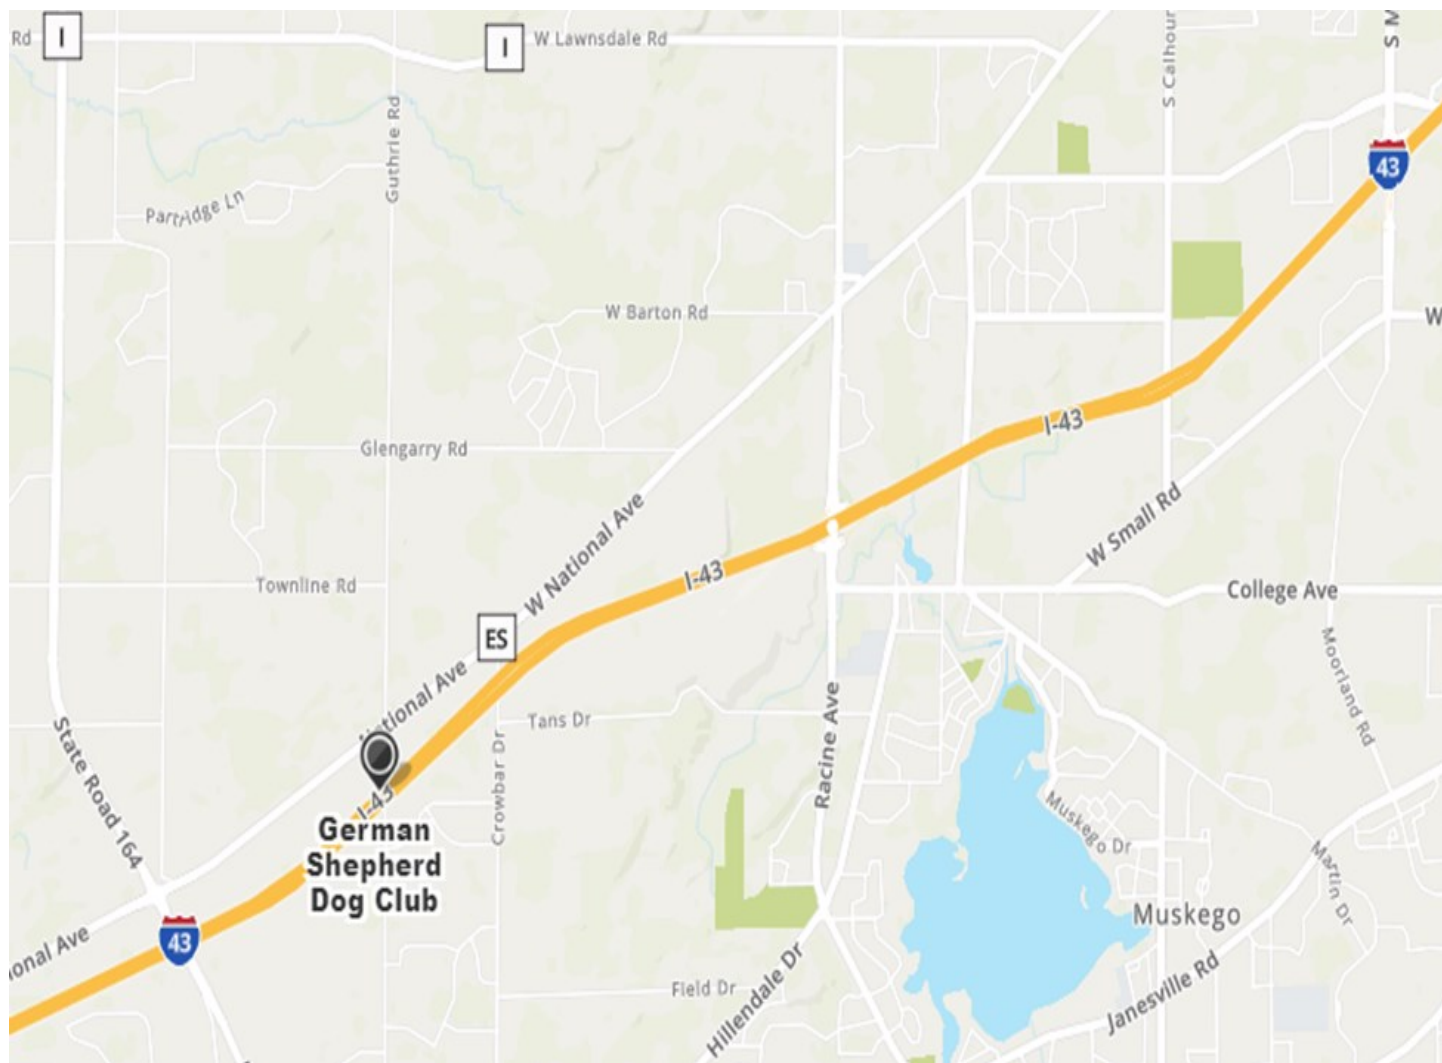 Rd
I
I
W Lawnsdale Rd
S Calhour
S M
Guthrie Rd
43
Partridge Ln
W Barton Rd
W
I-43
Glengarry Rd
W National Ave
W Small Rd
I-43
Townline Rd
College Ave
ES
National Ave
Moorland Rd
Tans Dr
State Road 164
Crowbar Dr
Racine Ave
I-43
German
Shepherd
Dog Club
Muskego Dr
Martin Dr
Muskego
onal Ave
43
Hillendale Dr
Field Dr
Janesville Rd